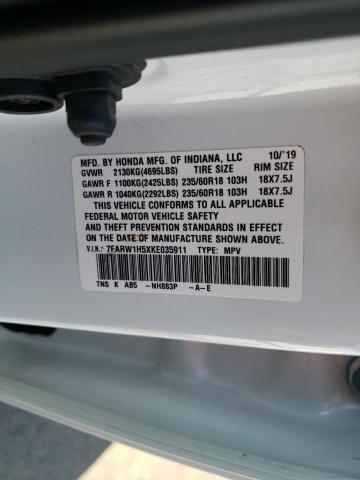 MFD. BY HONDA MFG. OF INDIANA, LLC 10/'19
GVWR 2130KG(4695LBS) TIRE SIZE RIM SIZE
GAWR F 1100KG(2425LBS) 235/60R18 103H 18X7.5J
GAWR R 1040KG(2292LBS) 235/60R18 103H 18X7.5J
THIS VEHICLE CONFORMS TO ALL APPLICABLE
FEDERAL MOTOR VEHICLE SAFETY
AND THEFT PREVENTION STANDARDS IN EFFECT ON
THE DATE OF MANUFACTURE SHOWN ABOVE.
V.I.N.: 7FARW1H5XKE035911 TYPE: MPV
TNS K AB5 -NH883P -A-E